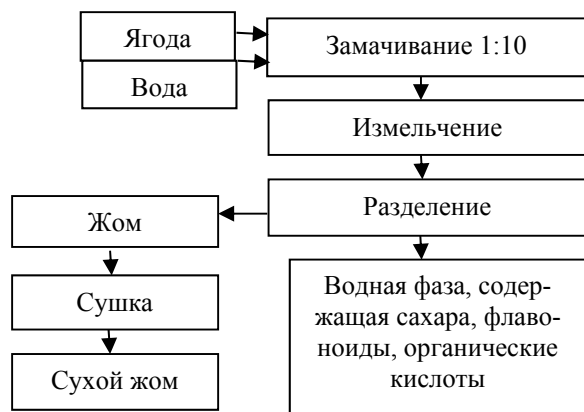 Ягода
Замачивание 1:10
Вода
Измельчение
Разделение
Жом
Водная фаза, содер-
жащая сахара, флаво-
ноиды, органические
кислоты
Сушка
Сухой жом